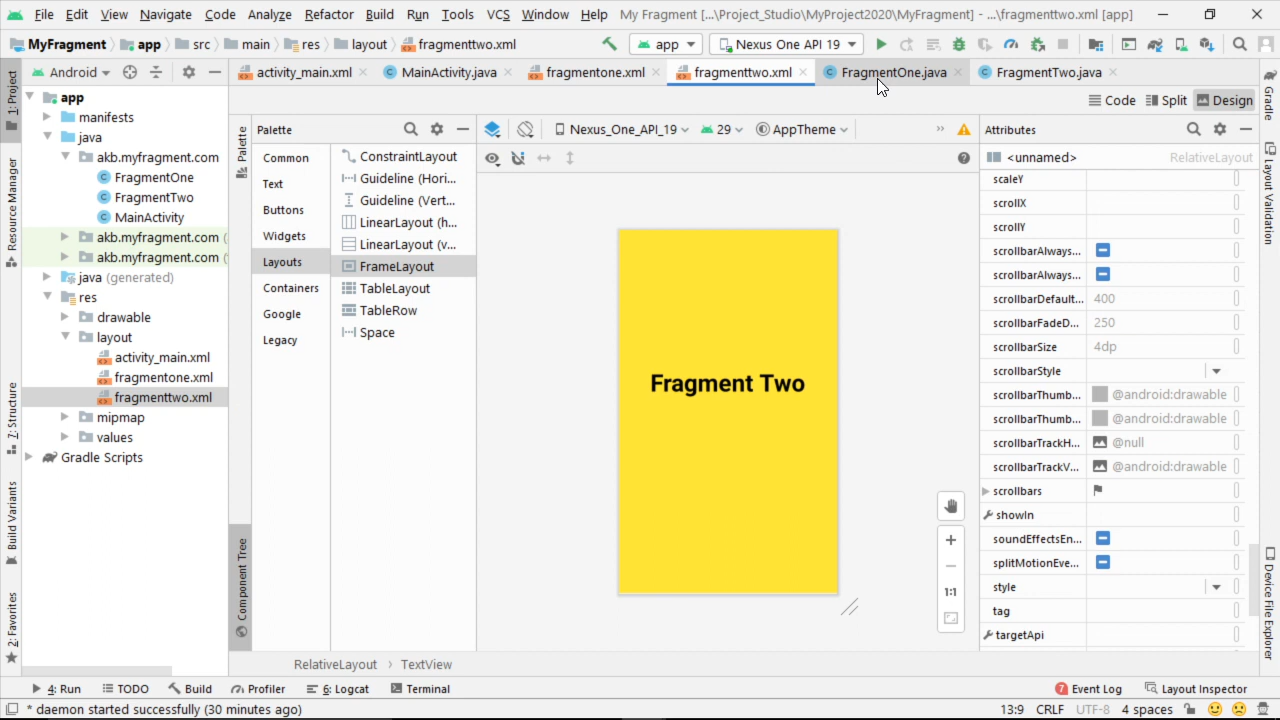 File Edit View Navigate Code Analyze Refactor Build Run Tools VCS Window Help My Fragment [...\Project_Studio\MyProject2020\MyFragment] - ...\fragmenttwo.xml [app]
MyFragment app src main res layout fragmenttwo.xml app Nexus One API 19
Android activity_main.xml MainActivity.java fragmentone.xml fragmenttwo.xml FragmentOne.java FragmentTwo.java
Code Split Design
1: Project
Resource Manager
7: Structure
Build Variants
2: Favorites
app
manifests
java
akb.myfragment.com
FragmentOne
FragmentTwo
MainActivity
akb.myfragment.com (
akb.myfragment.com (
java (generated)
res
drawable
layout
activity_main.xml
fragmentone.xml
fragmenttwo.xml
mipmap
values
Gradle Scripts
Palette
Component Tree
Palette
Common
Text
Buttons
Widgets
Layouts
Containers
Google
Legacy
ConstraintLayout
Guideline (Hori...
Guideline (Vert...
LinearLayout (h...
LinearLayout (v...
FrameLayout
TableLayout
TableRow
Space
Nexus_One_API_19 29 AppTheme »
Fragment Two
1:1
RelativeLayout › TextView
Attributes
<unnamed> RelativeLayout
scaleY
scrollX
scrollY
scrollbarAlways...
scrollbarAlways...
scrollbarDefault... 400
scrollbarFadeD... 250
scrollbarSize 4dp
scrollbarStyle
scrollbarThumb... @android:drawable
scrollbarThumb... @android:drawable
scrollbarTrackH... @null
scrollbarTrackV... @android:drawable
scrollbars
showIn
soundEffectsEn...
splitMotionEve...
style
tag
targetApi
Gradle
Layout Validation
Device File Explorer
4: Run TODO Build Profiler 6: Logcat Terminal 7 Event Log Layout Inspector
* daemon started successfully (30 minutes ago) 13:9 CRLF UTF-8 4 spaces